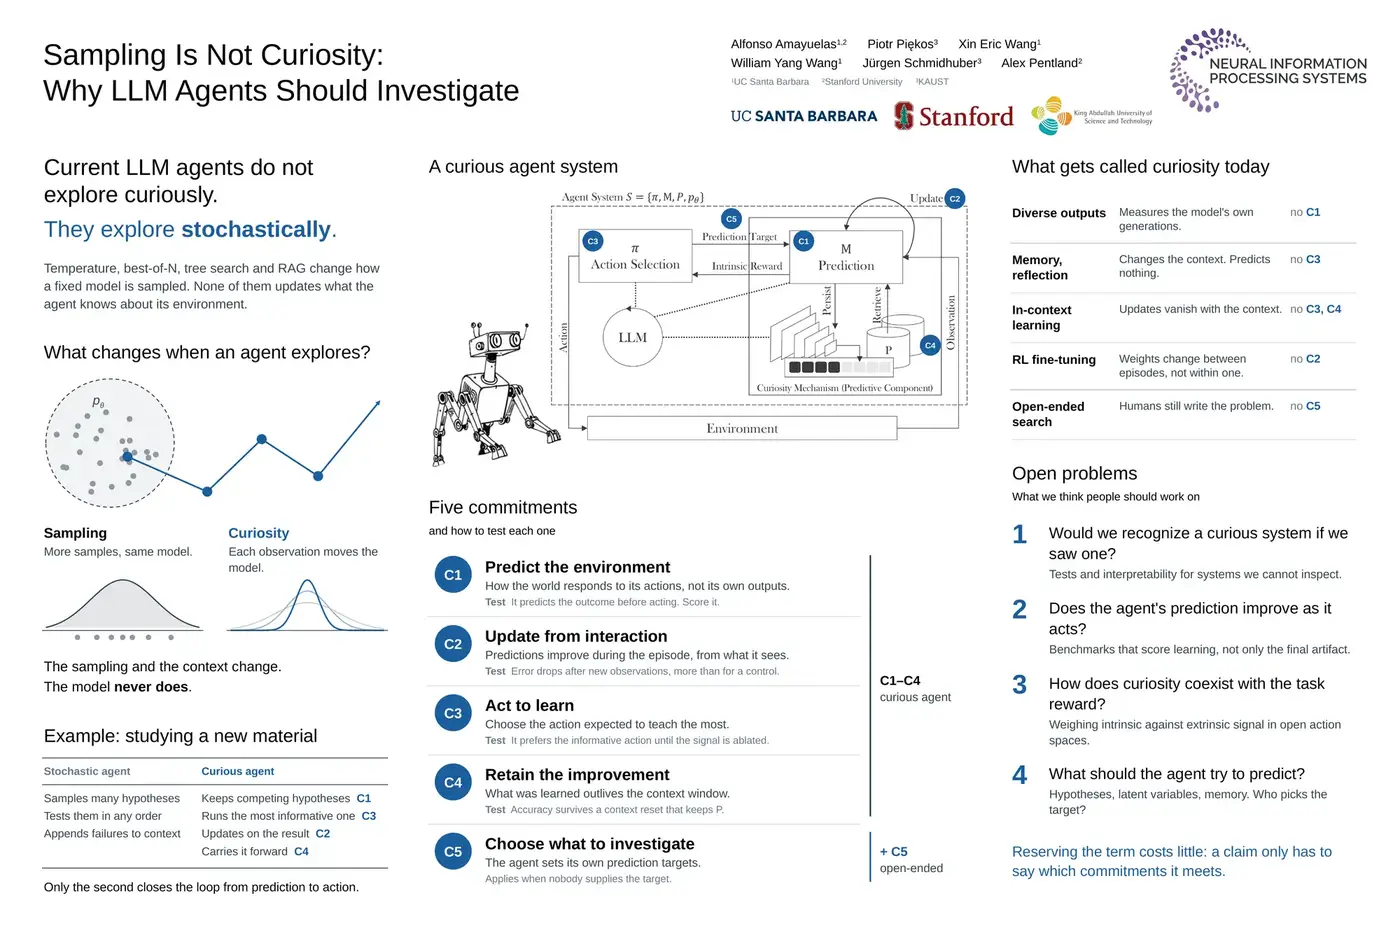 Sampling Is Not Curiosity:
Why LLM Agents Should Investigate
Alfonso Amayuelas¹,² Piotr Piękos³ Xin Eric Wang¹
William Yang Wang¹ Jürgen Schmidhuber³ Alex Pentland²
¹UC Santa Barbara ²Stanford University ³KAUST
UC SANTA BARBARA
Stanford
King Abdullah University of
Science and Technology
NEURAL INFORMATION
PROCESSING SYSTEMS
Current LLM agents do not
explore curiously.
They explore stochastically.
Temperature, best-of-N, tree search and RAG change how
a fixed model is sampled. None of them updates what the
agent knows about its environment.
What changes when an agent explores?
pθ
Sampling
More samples, same model.
Curiosity
Each observation moves the
model.
The sampling and the context change.
The model never does.
Example: studying a new material
Stochastic agent Curious agent
Samples many hypotheses Keeps competing hypotheses C1
Tests them in any order Runs the most informative one C3
Appends failures to context Updates on the result C2
Carries it forward C4
Only the second closes the loop from prediction to action.
A curious agent system
Agent System S = {π, M, P, pθ}
Update C2
C5
C3
π
Action Selection
Prediction Target
Intrinsic Reward
C1
M
Prediction
LLM
Action
Persist
Retrieve
Observation
P
C4
Curiosity Mechanism (Predictive Component)
Environment
Five commitments
and how to test each one
C1 Predict the environment
How the world responds to its actions, not its own outputs.
Test It predicts the outcome before acting. Score it.
C2 Update from interaction
Predictions improve during the episode, from what it sees.
Test Error drops after new observations, more than for a control.
C3 Act to learn
Choose the action expected to teach the most.
Test It prefers the informative action until the signal is ablated.
C4 Retain the improvement
What was learned outlives the context window.
Test Accuracy survives a context reset that keeps P.
C5 Choose what to investigate
The agent sets its own prediction targets.
Applies when nobody supplies the target.
C1–C4
curious agent
+ C5
open-ended
What gets called curiosity today
Diverse outputs Measures the model's own no C1
generations.
Memory, Changes the context. Predicts no C3
reflection nothing.
In-context Updates vanish with the context. no C3, C4
learning
RL fine-tuning Weights change between no C2
episodes, not within one.
Open-ended Humans still write the problem. no C5
search
Open problems
What we think people should work on
1 Would we recognize a curious system if we
saw one?
Tests and interpretability for systems we cannot inspect.
2 Does the agent's prediction improve as it
acts?
Benchmarks that score learning, not only the final artifact.
3 How does curiosity coexist with the task
reward?
Weighing intrinsic against extrinsic signal in open action
spaces.
4 What should the agent try to predict?
Hypotheses, latent variables, memory. Who picks the
target?
Reserving the term costs little: a claim only has to
say which commitments it meets.